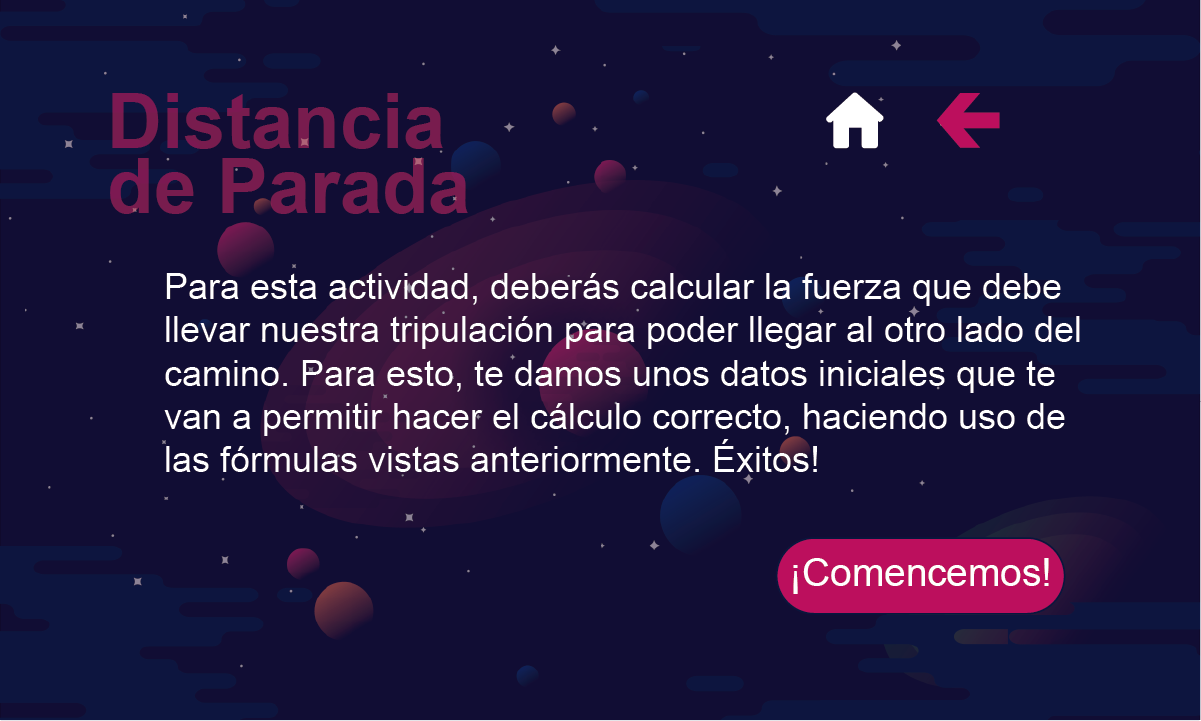 Distancia
de Parada
Para esta actividad, deberás calcular la fuerza que debe
llevar nuestra tripulación para poder llegar al otro lado del
camino. Para esto, te damos unos datos iniciales que te
van a permitir hacer el cálculo correcto, haciendo uso de
las fórmulas vistas anteriormente. Éxitos!
¡Comencemos!